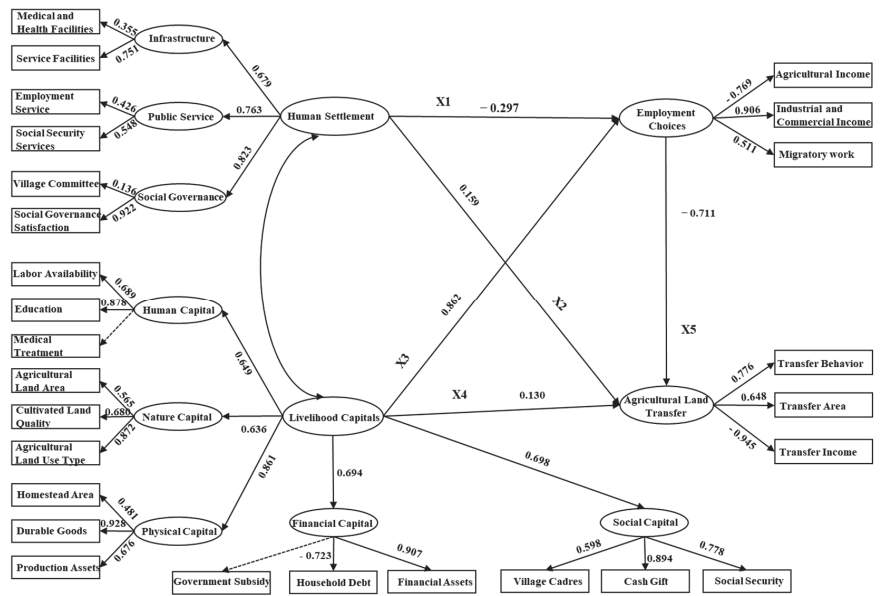 Medical and
Health Facilities
0.355
Infrastructure
Service Facilities
0.751
0.679
Employment
Service
0.426
Public Service
0.763
Social Security
Services
0.548
0.823
Village Committee
0.136
Social Governance
Social Governance
Satisfaction
0.922
Human Settlement
X1
− 0.297
Employment
Choices
- 0.769
Agricultural Income
0.906
Industrial and
Commercial Income
0.511
Migratory work
0.159
− 0.711
X2
0.862
X3
X5
Labor Availability
0.689
Education
0.878
Human Capital
Medical
Treatment
0.649
Agricultural
Land Area
0.565
Cultivated Land
Quality
0.680
Nature Capital
0.636
Agricultural
Land Use Type
0.872
0.861
Livelihood Capitals
X4
0.130
Agricultural Land
Transfer
0.776
Transfer Behavior
0.648
Transfer Area
- 0.945
Transfer Income
Homestead Area
0.481
Durable Goods
0.928
Physical Capital
Production Assets
0.676
0.694
0.698
Financial Capital
Social Capital
- 0.723
0.907
0.598
0.894
0.778
Government Subsidy
Household Debt
Financial Assets
Village Cadres
Cash Gift
Social Security